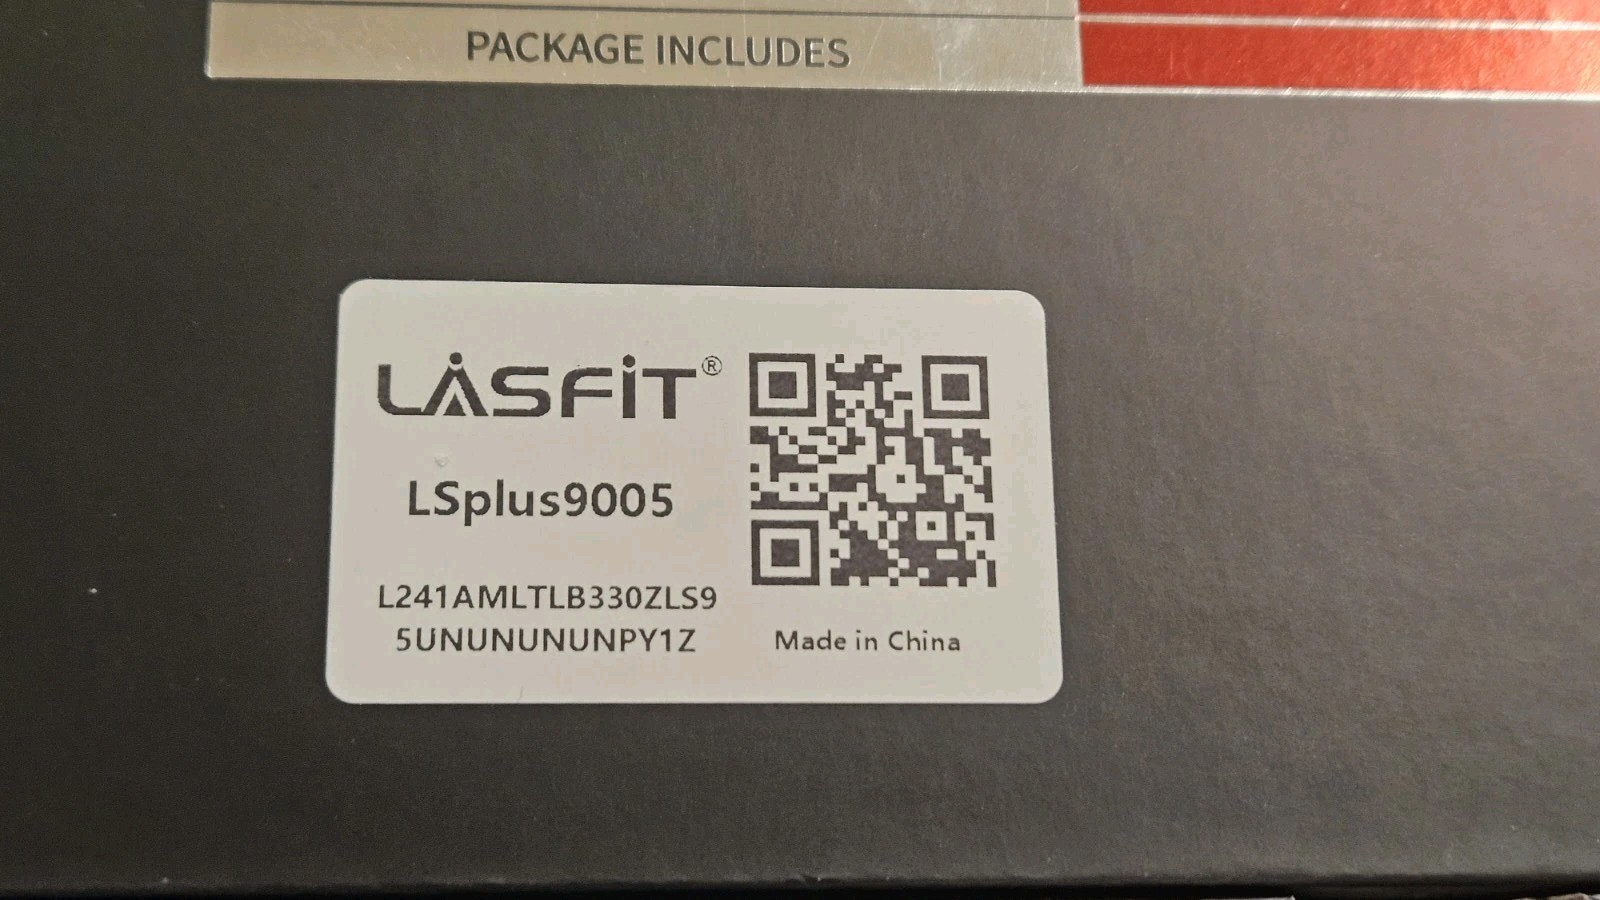 PACKAGE INCLUDES
LASFIT®
LSplus9005
L241AMLTLB330ZLS9
5UNUNUNUNPY1Z
Made in China